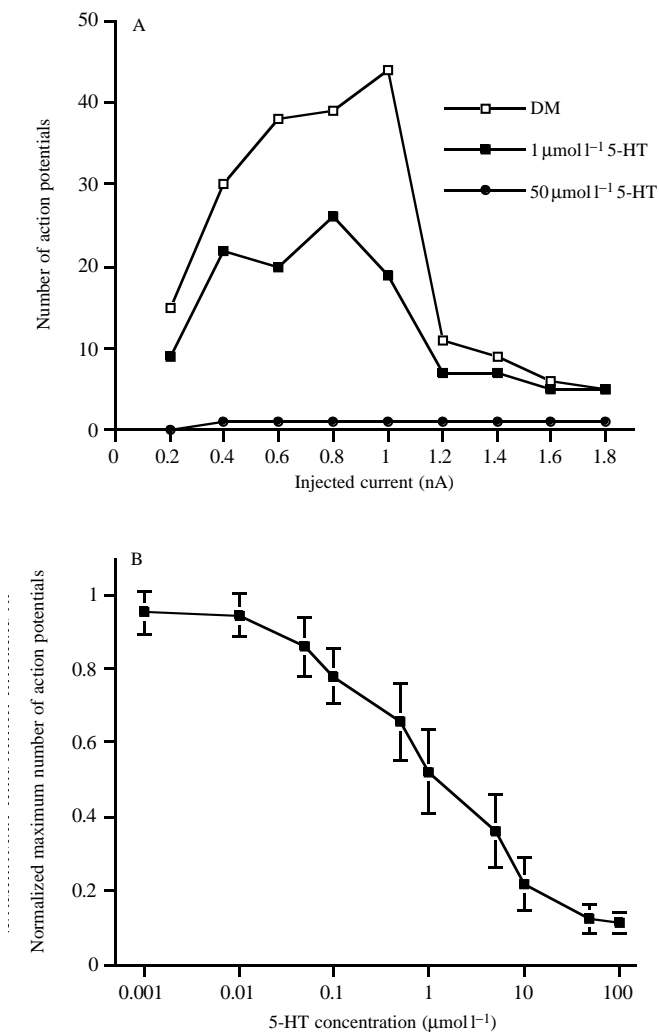 A
50
40
30
20
10
0
Number of action potentials
DM
1 μmol l⁻¹ 5-HT
50 μmol l⁻¹ 5-HT
0 0.2 0.4 0.6 0.8 1 1.2 1.4 1.6 1.8
Injected current (nA)
B
1
0.8
0.6
0.4
0.2
0
Normalized maximum number of action potentials
0.001 0.01 0.1 1 10 100
5-HT concentration (μmol l⁻¹)